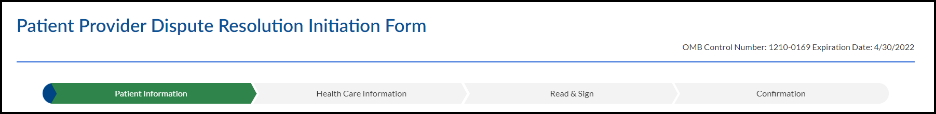 Patient Provider Dispute Resolution Initiation Form
OMB Control Number: 1210-0169 Expiration Date: 4/30/2022
Patient Information
Health Care Information
Read & Sign
Confirmation